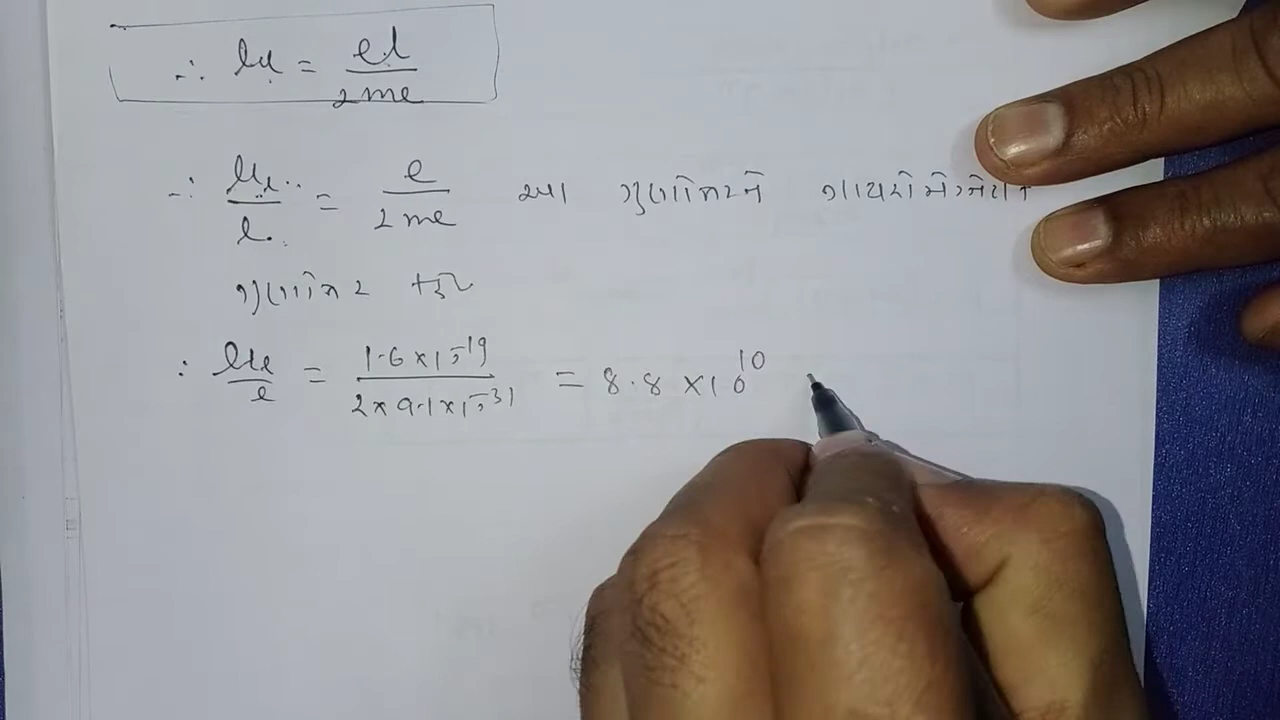 ∴ μl = el / 2me
∴ μl / l = e / 2me આ ગુણોત્તરને ગાયરોમેગ્નેટીક
ગુણોત્તર કહે
∴ μl / l = 1.6 × 10⁻¹⁹ / 2 × 9.1 × 10⁻³¹ = 8.8 × 10¹⁰